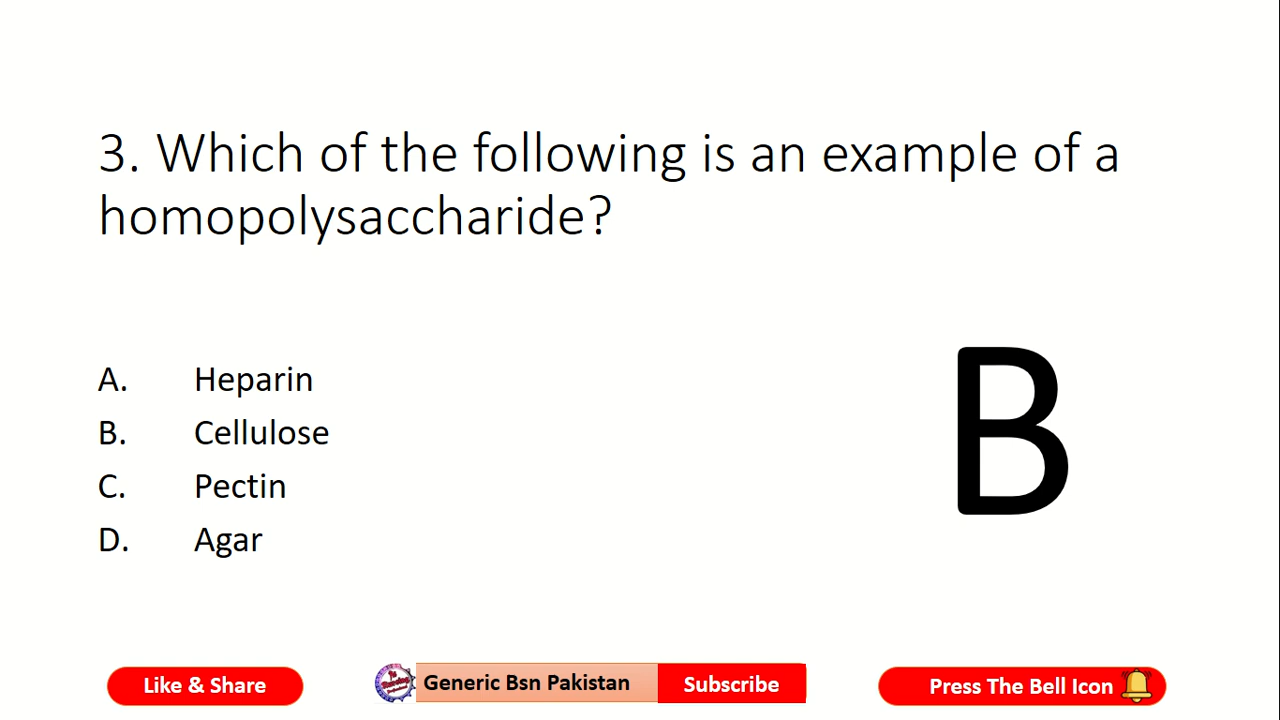 3. Which of the following is an example of a
homopolysaccharide?
A. Heparin
B. Cellulose
C. Pectin
D. Agar
B
Like & Share
Generic Bsn Pakistan
Subscribe
Press The Bell Icon